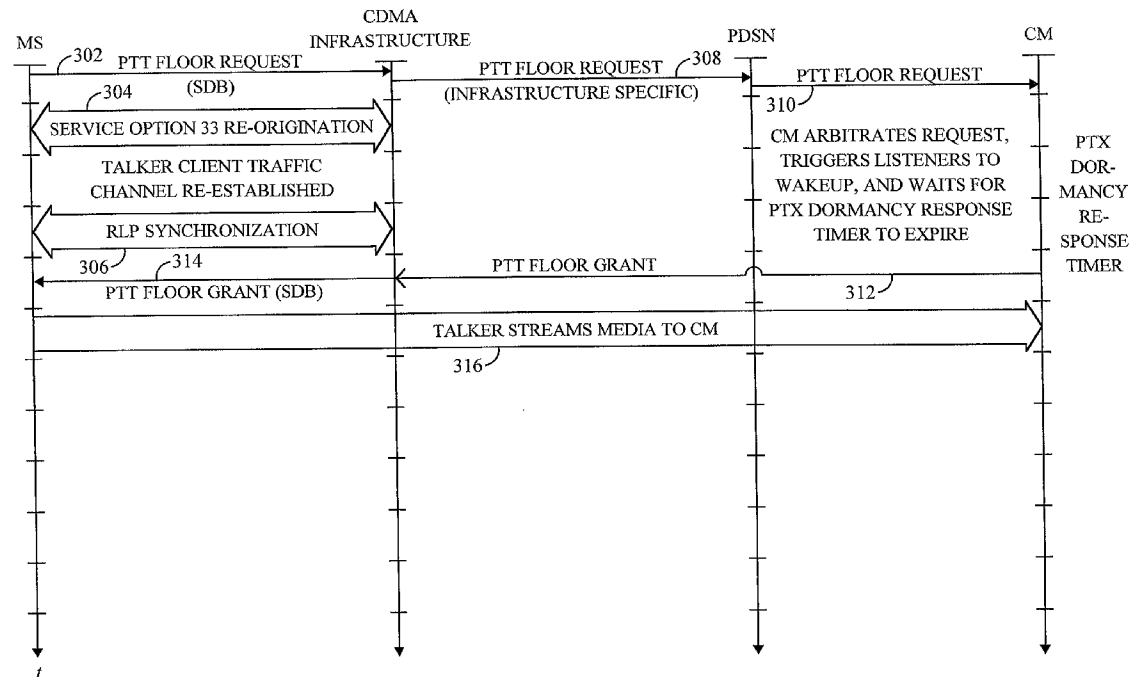 MS
CDMA
INFRASTRUCTURE
PDSN
CM
302
PTT FLOOR REQUEST
(SDB)
308
PTT FLOOR REQUEST
(INFRASTRUCTURE SPECIFIC)
PTT FLOOR REQUEST
310
304
SERVICE OPTION 33 RE-ORIGINATION
TALKER CLIENT TRAFFIC
CHANNEL RE-ESTABLISHED
RLP SYNCHRONIZATION
306
CM ARBITRATES REQUEST,
TRIGGERS LISTENERS TO
WAKEUP, AND WAITS FOR
PTX DORMANCY RESPONSE
TIMER TO EXPIRE
PTX
DOR-
MANCY
RE-
SPONSE
TIMER
314
PTT FLOOR GRANT (SDB)
PTT FLOOR GRANT
312
TALKER STREAMS MEDIA TO CM
316
t